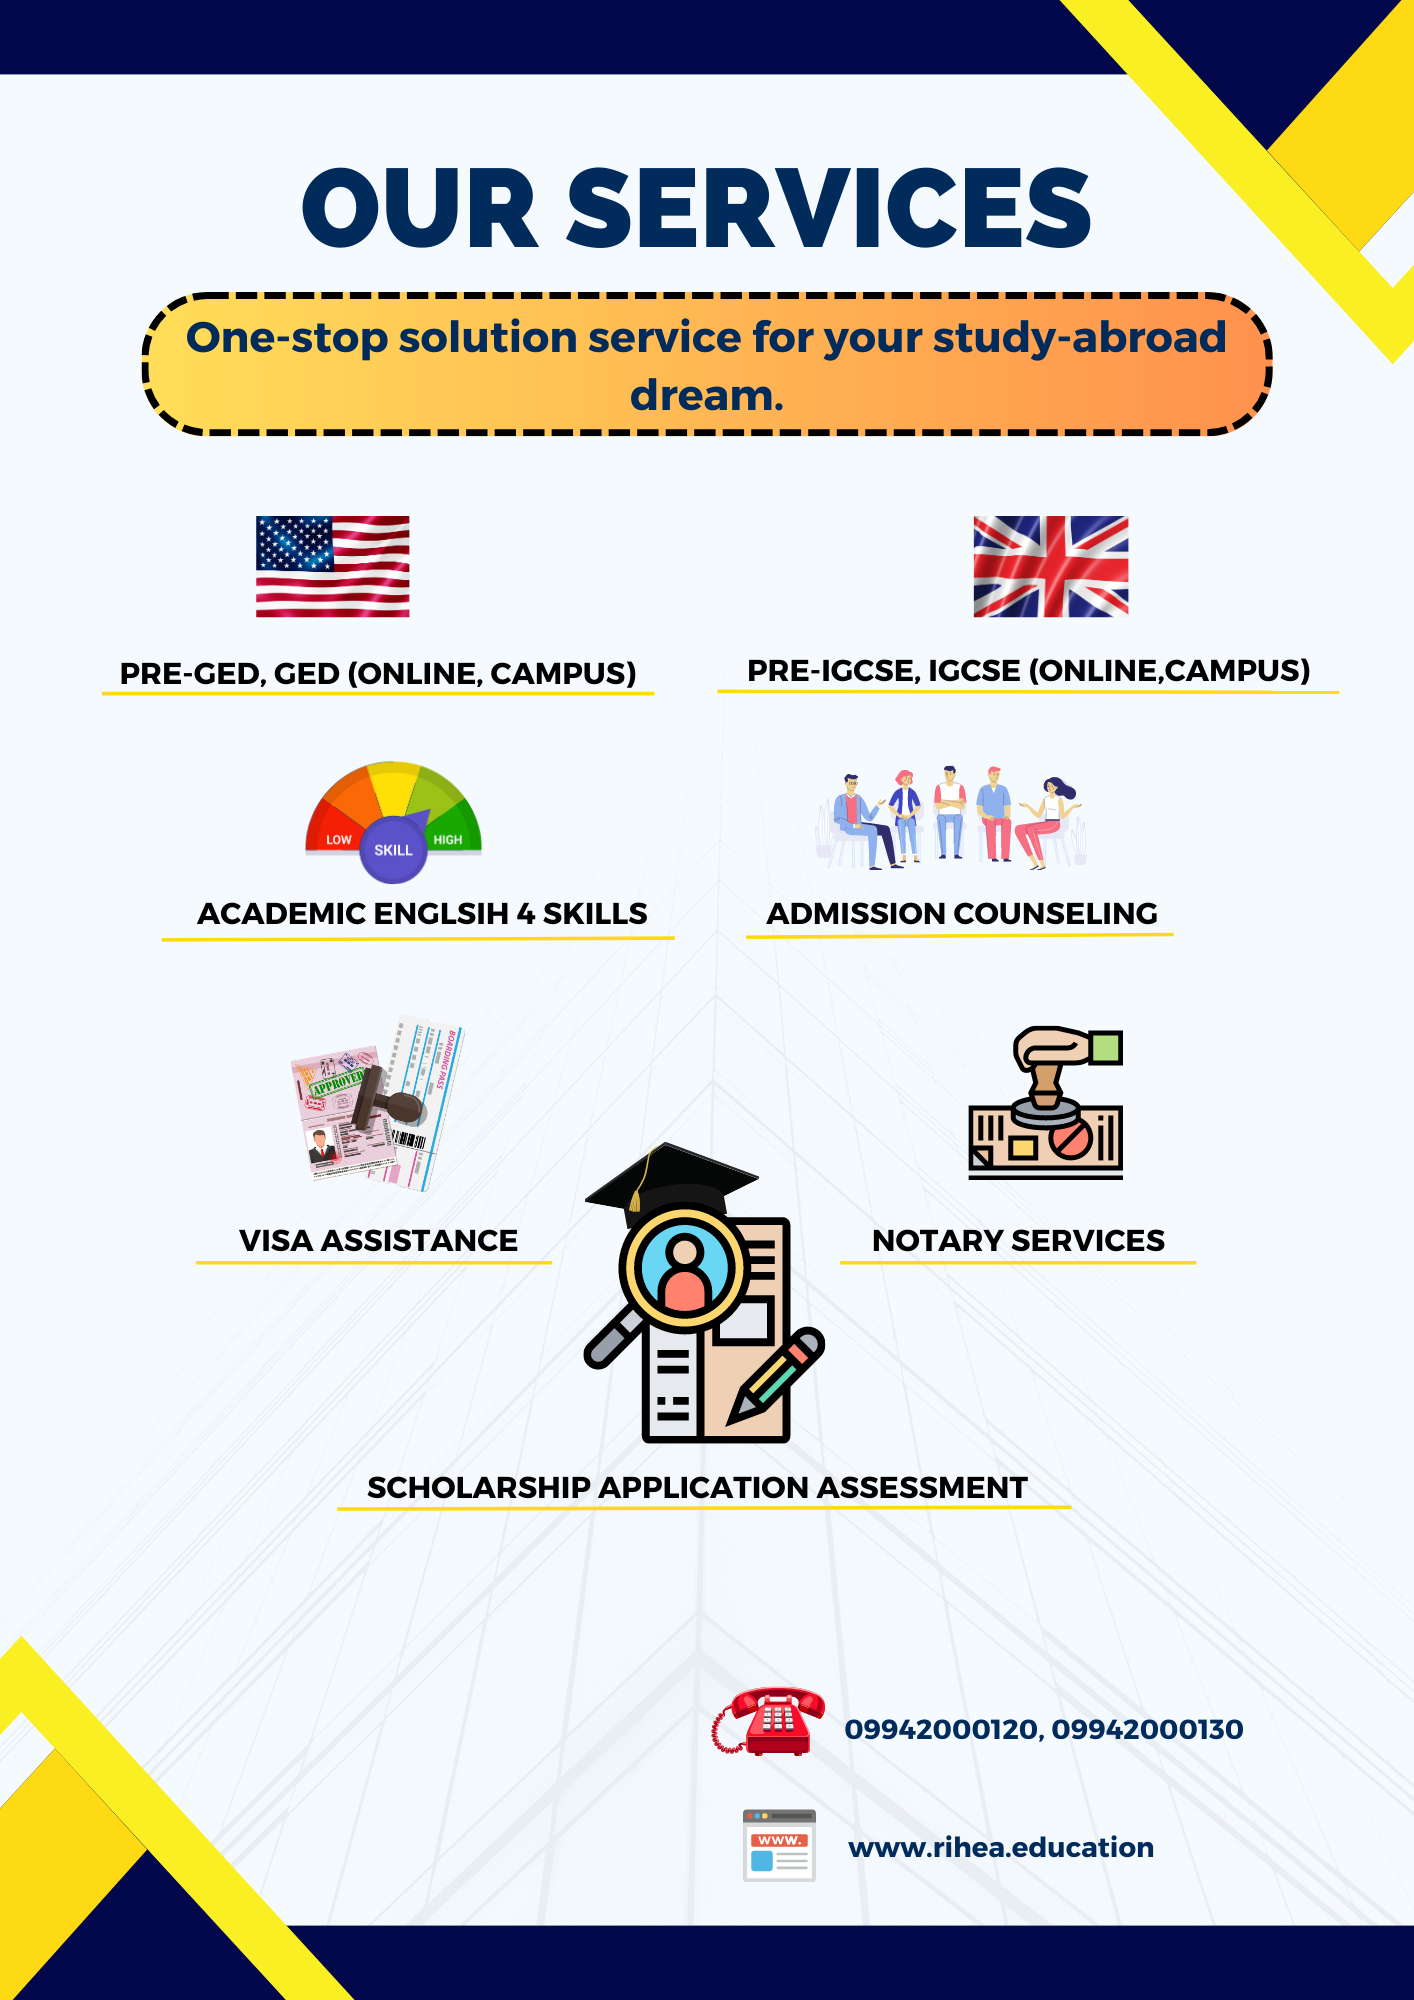 OUR SERVICES
One-stop solution service for your study-abroad
dream.
PRE-GED, GED (ONLINE, CAMPUS)
PRE-IGCSE, IGCSE (ONLINE,CAMPUS)
LOW
SKILL
HIGH
ACADEMIC ENGLSIH 4 SKILLS
ADMISSION COUNSELING
BOARDING PASS
APPROVED
VISA ASSISTANCE
NOTARY SERVICES
SCHOLARSHIP APPLICATION ASSESSMENT
09942000120, 09942000130
WWW.
www.rihea.education